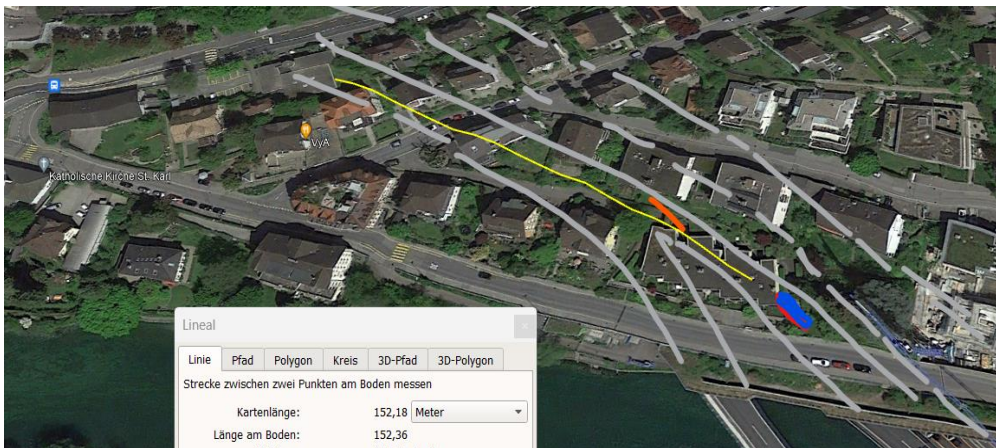 VyA
Katholische Kirche St. Karl
Lineal
Linie Pfad Polygon Kreis 3D-Pfad 3D-Polygon
Strecke zwischen zwei Punkten am Boden messen
Kartenlänge: 152,18 Meter
Länge am Boden: 152,36